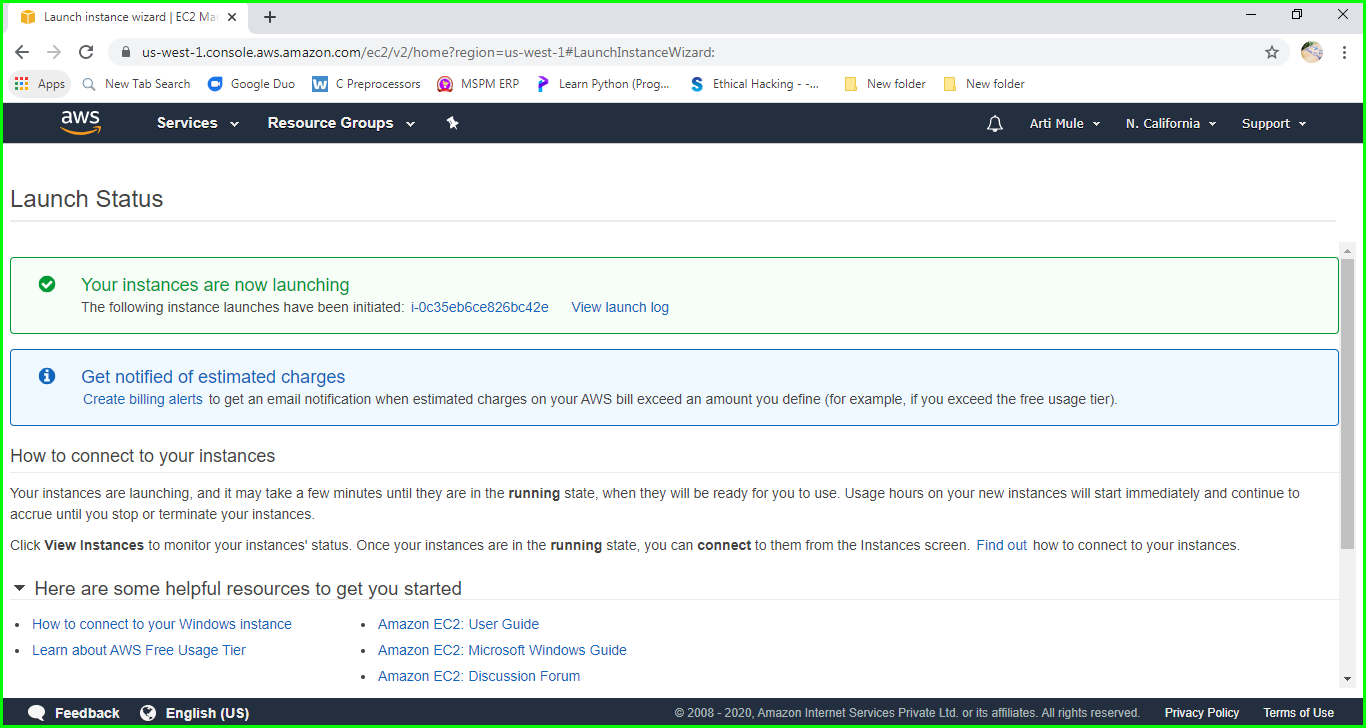 Launch instance wizard | EC2 Ma
us-west-1.console.aws.amazon.com/ec2/v2/home?region=us-west-1#LaunchInstanceWizard:
Apps New Tab Search Google Duo C Preprocessors MSPM ERP Learn Python (Prog... Ethical Hacking - -... New folder New folder
aws Services Resource Groups Arti Mule N. California Support
Launch Status
Your instances are now launching
The following instance launches have been initiated: i-0c35eb6ce826bc42e View launch log
Get notified of estimated charges
Create billing alerts to get an email notification when estimated charges on your AWS bill exceed an amount you define (for example, if you exceed the free usage tier).
How to connect to your instances
Your instances are launching, and it may take a few minutes until they are in the running state, when they will be ready for you to use. Usage hours on your new instances will start immediately and continue to
accrue until you stop or terminate your instances.
Click View Instances to monitor your instances' status. Once your instances are in the running state, you can connect to them from the Instances screen. Find out how to connect to your instances.
Here are some helpful resources to get you started
• How to connect to your Windows instance
• Learn about AWS Free Usage Tier
• Amazon EC2: User Guide
• Amazon EC2: Microsoft Windows Guide
• Amazon EC2: Discussion Forum
Feedback English (US) © 2008 - 2020, Amazon Internet Services Private Ltd. or its affiliates. All rights reserved. Privacy Policy Terms of Use